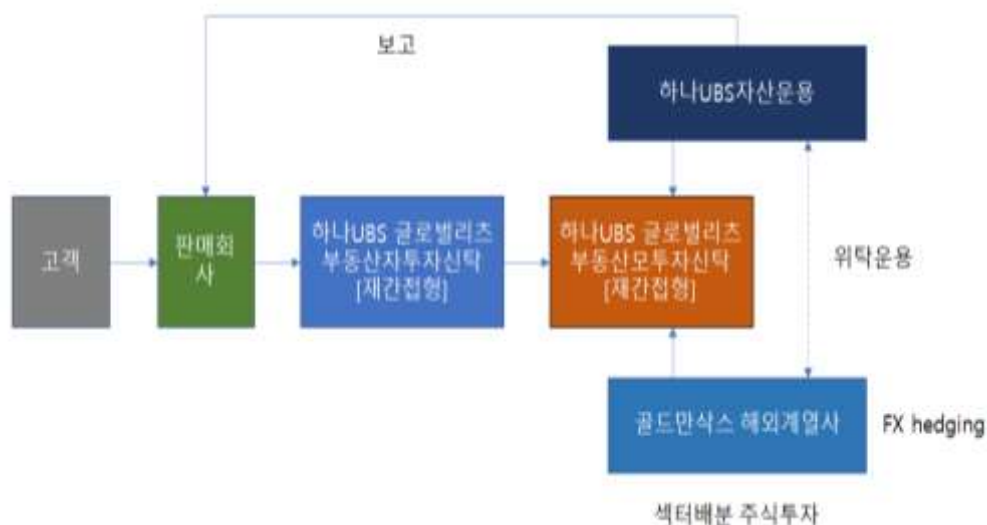 보고
하나UBS자산운용
고객
판매회
사
하나UBS 글로벌리츠
부동산자투자신탁
[재간접형]
하나UBS 글로벌리츠
부동산모투자신탁
[재간접형]
위탁운용
골드만삭스 해외계열사
FX hedging
섹터배분 주식투자